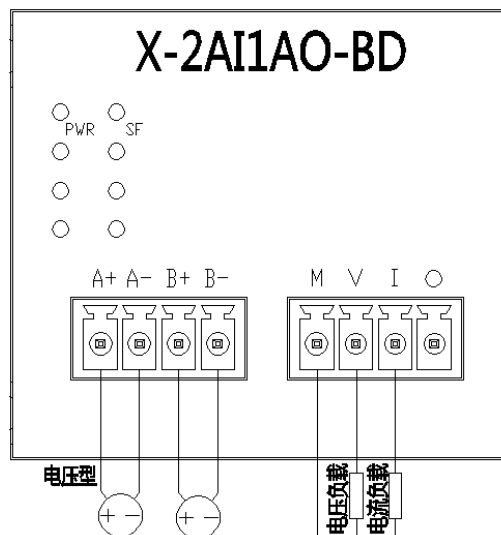 X-2AI1AO-BD
PWR SF
A+ A- B+ B- M V I ○
电压型
电压负载
电流负载
+ - + -